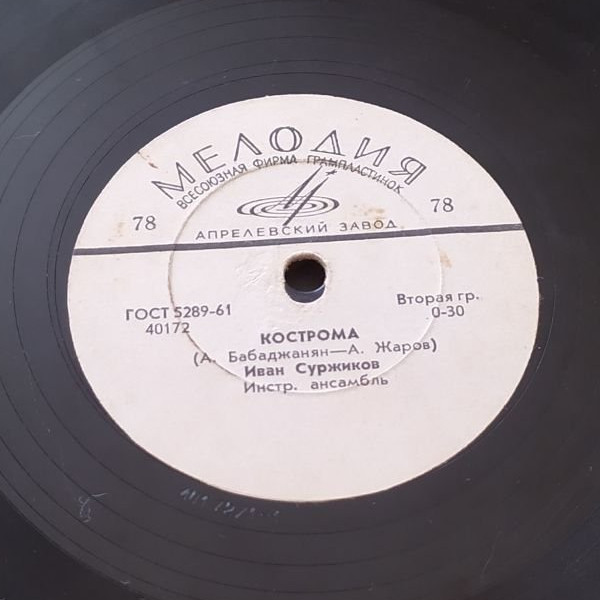 МЕЛОДИЯ
ВСЕСОЮЗНАЯ ФИРМА ГРАМПЛАСТИНОК
78
78
АПРЕЛЕВСКИЙ ЗАВОД
ГОСТ 5289-61
40172
Вторая гр.
0-30
КОСТРОМА
(А. Бабаджанян—А. Жаров)
Иван Суржиков
Инстр. ансамбль